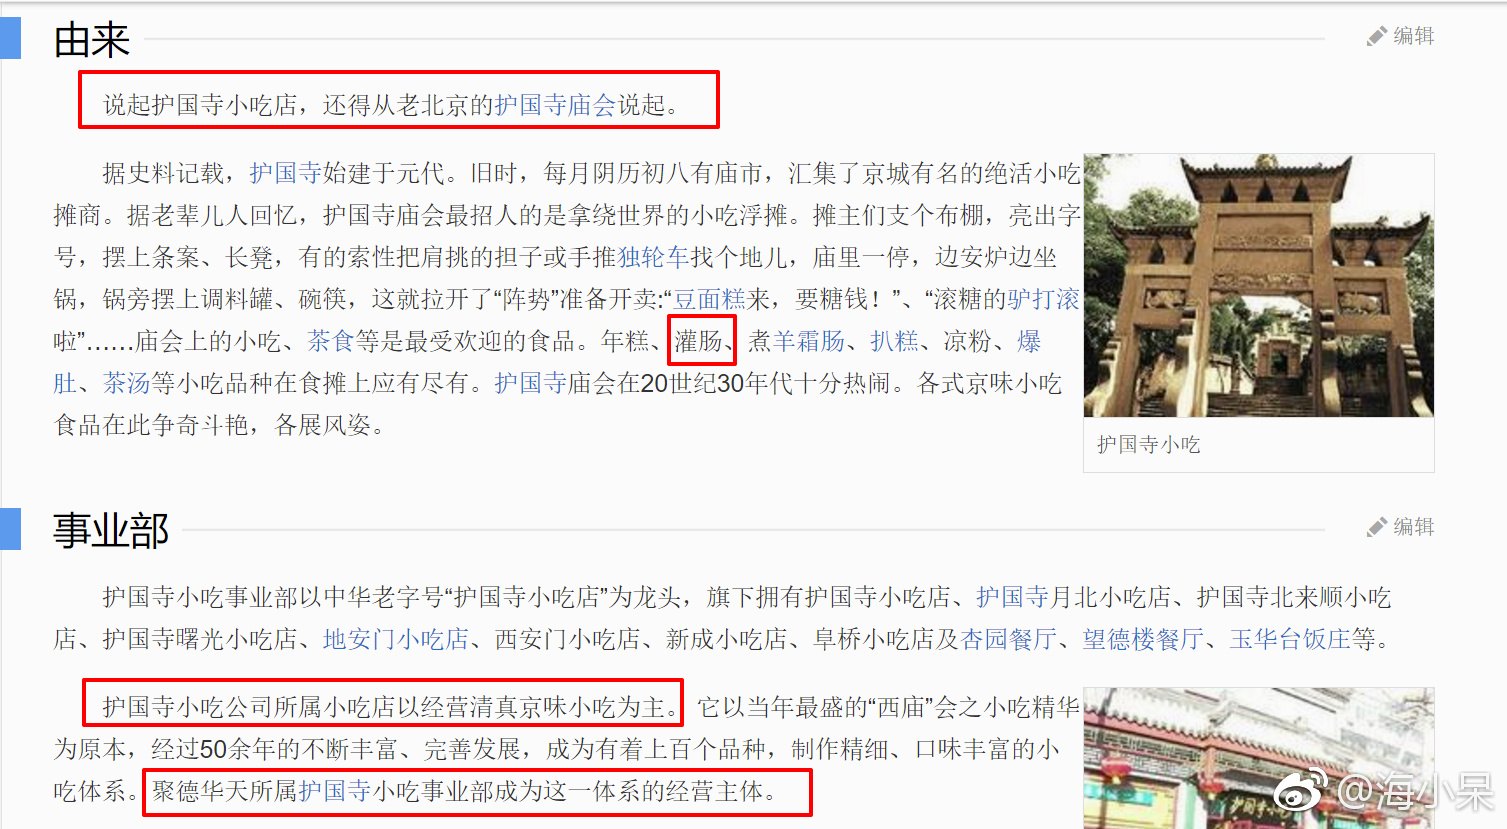 由来
编辑
说起护国寺小吃店，还得从老北京的护国寺庙会说起。
据史料记载，护国寺始建于元代。旧时，每月阴历初八有庙市，汇集了京城有名的绝活小吃
摊商。据老辈儿人回忆，护国寺庙会最招人的是拿绕世界的小吃浮摊。摊主们支个布棚，亮出字
号，摆上条案、长凳，有的索性把肩挑的担子或手推独轮车找个地儿，庙里一停，边安炉边坐
锅，锅旁摆上调料罐、碗筷，这就拉开了“阵势”准备开卖:“豆面糕来，要糖钱！”、“滚糖的驴打滚
啦”……庙会上的小吃、茶食等是最受欢迎的食品。年糕、灌肠、煮羊霜肠、扒糕、凉粉、爆
肚、茶汤等小吃品种在食摊上应有尽有。护国寺庙会在20世纪30年代十分热闹。各式京味小吃
食品在此争奇斗艳，各展风姿。
护国寺小吃
事业部
编辑
护国寺小吃事业部以中华老字号“护国寺小吃店”为龙头，旗下拥有护国寺小吃店、护国寺月北小吃店、护国寺北来顺小吃
店、护国寺曙光小吃店、地安门小吃店、西安门小吃店、新成小吃店、阜桥小吃店及杏园餐厅、望德楼餐厅、玉华台饭庄等。
护国寺小吃公司所属小吃店以经营清真京味小吃为主。它以当年最盛的“西庙”会之小吃精华
为原本，经过50余年的不断丰富、完善发展，成为有着上百个品种，制作精细、口味丰富的小
吃体系。聚德华天所属护国寺小吃事业部成为这一体系的经营主体。
护国寺小吃
@海小呆